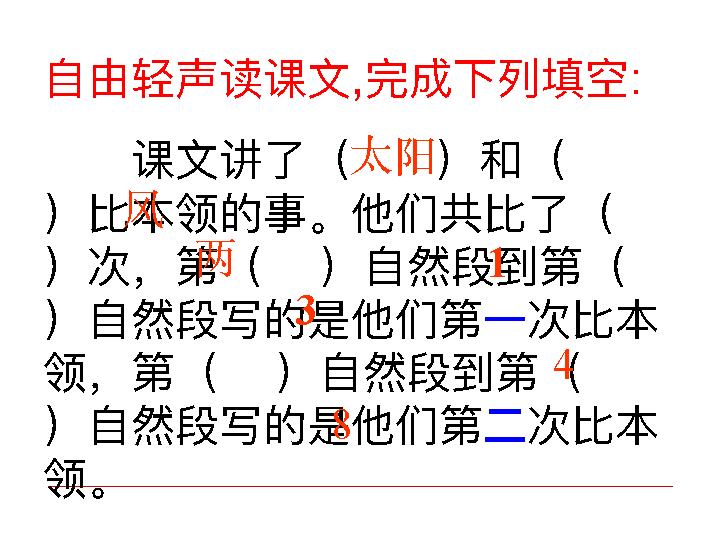 自由轻声读课文,完成下列填空:
课文讲了（太阳）和（
风
）比本领的事。他们共比了（
两
）次，第（ ）自然段到第（
1
）自然段写的是他们第一次比本
3
领，第（ ）自然段到第（
4
）自然段写的是他们第二次比本
8
领。